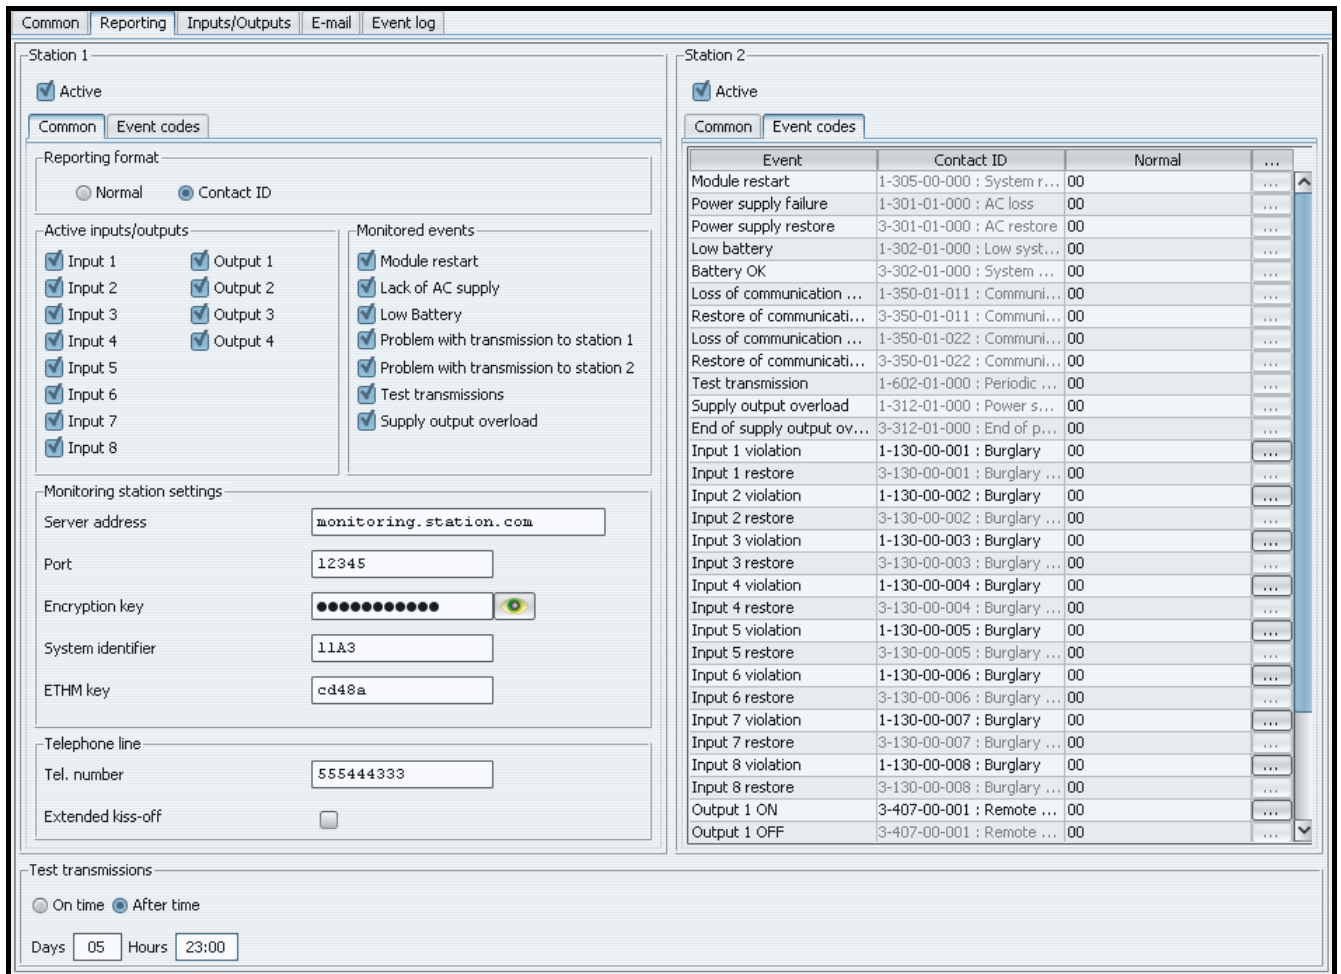 Common Reporting Inputs/Outputs E-mail Event log
Station 1
Active
Common Event codes
Reporting format
Normal Contact ID
Active inputs/outputs
Input 1 Output 1
Input 2 Output 2
Input 3 Output 3
Input 4 Output 4
Input 5
Input 6
Input 7
Input 8
Monitored events
Module restart
Lack of AC supply
Low Battery
Problem with transmission to station 1
Problem with transmission to station 2
Test transmissions
Supply output overload
Monitoring station settings
Server address monitoring.station.com
Port 12345
Encryption key ●●●●●●●●●●●
System identifier 11A3
ETHM key cd48a
Telephone line
Tel. number 555444333
Extended kiss-off
Station 2
Active
Common Event codes
Event Contact ID Normal ...
Module restart 1-305-00-000 : System r... 00 ...
Power supply failure 1-301-01-000 : AC loss 00 ...
Power supply restore 3-301-01-000 : AC restore 00 ...
Low battery 1-302-01-000 : Low syst... 00 ...
Battery OK 3-302-01-000 : System ... 00 ...
Loss of communication ... 1-350-01-011 : Communi... 00 ...
Restore of communicati... 3-350-01-011 : Communi... 00 ...
Loss of communication ... 1-350-01-022 : Communi... 00 ...
Restore of communicati... 3-350-01-022 : Communi... 00 ...
Test transmission 1-602-01-000 : Periodic ... 00 ...
Supply output overload 1-312-01-000 : Power s... 00 ...
End of supply output ov... 3-312-01-000 : End of p... 00 ...
Input 1 violation 1-130-00-001 : Burglary 00 ...
Input 1 restore 3-130-00-001 : Burglary ... 00 ...
Input 2 violation 1-130-00-002 : Burglary 00 ...
Input 2 restore 3-130-00-002 : Burglary ... 00 ...
Input 3 violation 1-130-00-003 : Burglary 00 ...
Input 3 restore 3-130-00-003 : Burglary ... 00 ...
Input 4 violation 1-130-00-004 : Burglary 00 ...
Input 4 restore 3-130-00-004 : Burglary ... 00 ...
Input 5 violation 1-130-00-005 : Burglary 00 ...
Input 5 restore 3-130-00-005 : Burglary ... 00 ...
Input 6 violation 1-130-00-006 : Burglary 00 ...
Input 6 restore 3-130-00-006 : Burglary ... 00 ...
Input 7 violation 1-130-00-007 : Burglary 00 ...
Input 7 restore 3-130-00-007 : Burglary ... 00 ...
Input 8 violation 1-130-00-008 : Burglary 00 ...
Input 8 restore 3-130-00-008 : Burglary ... 00 ...
Output 1 ON 3-407-00-001 : Remote ... 00 ...
Output 1 OFF 3-407-00-001 : Remote ... 00 ...
Test transmissions
On time After time
Days 05 Hours 23:00